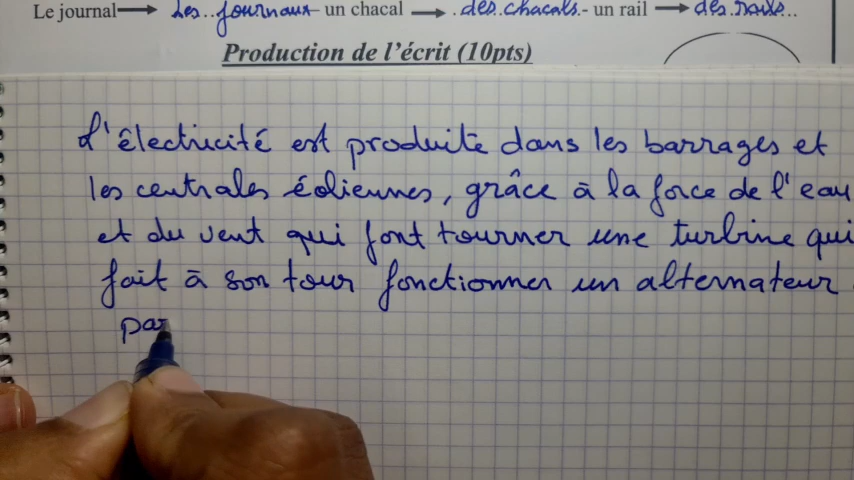 Le journal → Les..journaux- un chacal → .des.chacals.- un rail → des.rails...
Production de l'écrit (10pts)
L'électricité est produite dans les barrages et
les centrales éoliennes, grâce à la force de l'eau
et du vent qui font tourner une turbine qui
fait à son tour fonctionner un alternateur
par